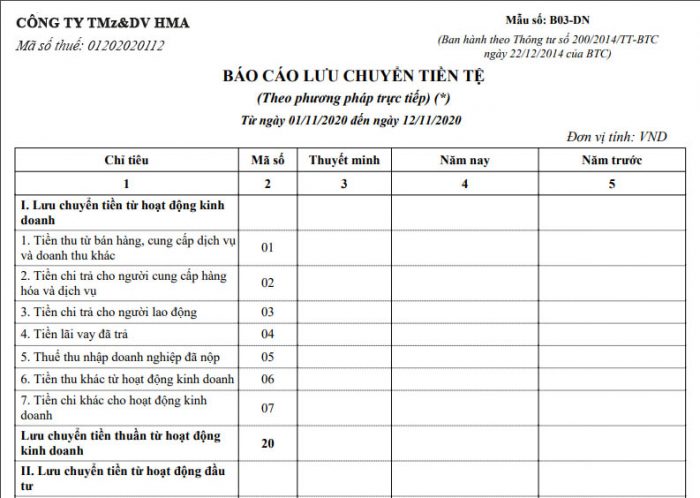 CÔNG TY TMz&DV HMA
Mã số thuế: 01202020112
Mẫu số: B03-DN
(Ban hành theo Thông tư số 200/2014/TT-BTC
ngày 22/12/2014 của BTC)
BÁO CÁO LƯU CHUYỂN TIỀN TỆ
(Theo phương pháp trực tiếp) (*)
Từ ngày 01/11/2020 đến ngày 12/11/2020
Đơn vị tính: VND
Chỉ tiêu Mã số Thuyết minh Năm nay Năm trước
1 2 3 4 5
I. Lưu chuyển tiền từ hoạt động kinh
doanh
1. Tiền thu từ bán hàng, cung cấp dịch vụ
và doanh thu khác 01
2. Tiền chi trả cho người cung cấp hàng
hóa và dịch vụ 02
3. Tiền chi trả cho người lao động 03
4. Tiền lãi vay đã trả 04
5. Thuế thu nhập doanh nghiệp đã nộp 05
6. Tiền thu khác từ hoạt động kinh doanh 06
7. Tiền chi khác cho hoạt động kinh
doanh 07
Lưu chuyển tiền thuần từ hoạt động
kinh doanh 20
II. Lưu chuyển tiền từ hoạt động đầu
tư